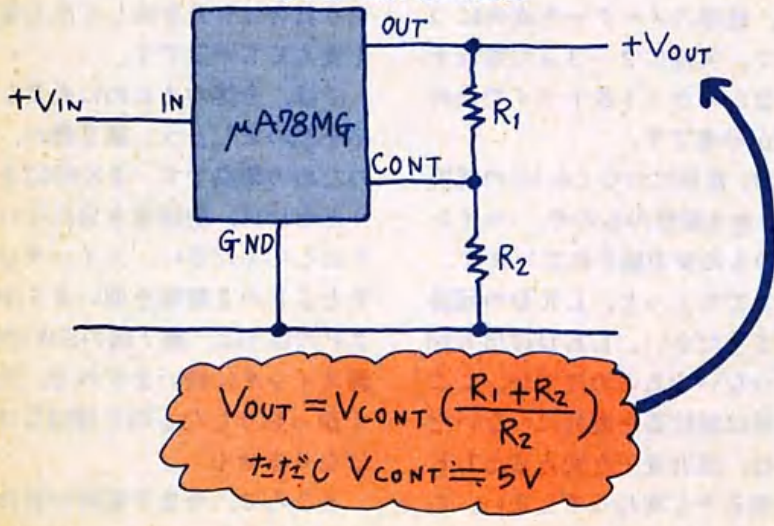 OUT
+VOUT
+VIN
IN
μA78MG
R1
CONT
GND
R2
VOUT = VCONT (R1+R2/R2)
ただし VCONT≒5V